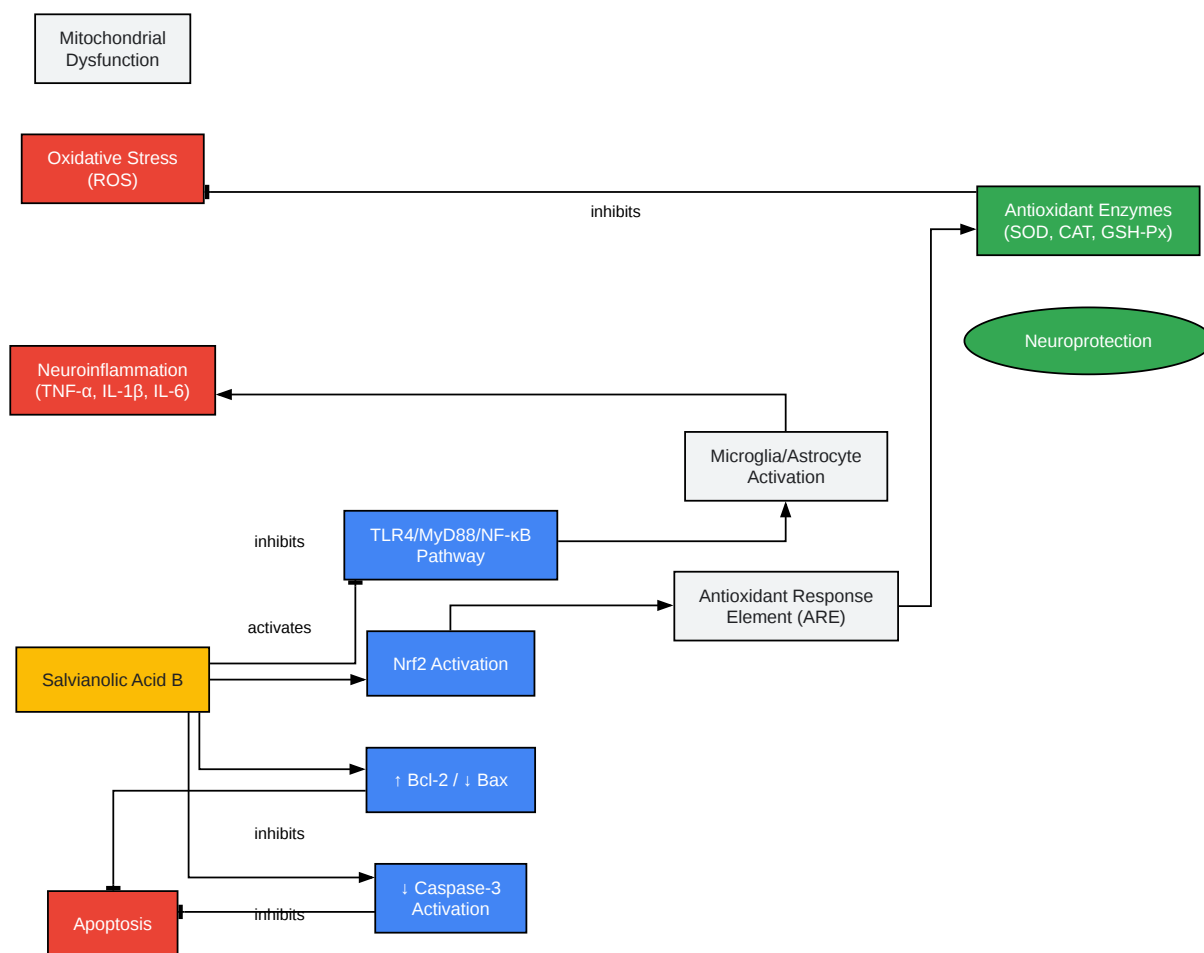 Mitochondrial
Dysfunction
Oxidative Stress
(ROS)
inhibits
Antioxidant Enzymes
(SOD, CAT, GSH-Px)
Neuroprotection
Neuroinflammation
(TNF-α, IL-1β, IL-6)
Microglia/Astrocyte
Activation
inhibits
TLR4/MyD88/NF-κB
Pathway
Antioxidant Response
Element (ARE)
activates
Nrf2 Activation
Salvianolic Acid B
↑ Bcl-2 / ↓ Bax
inhibits
↓ Caspase-3
Activation
inhibits
Apoptosis